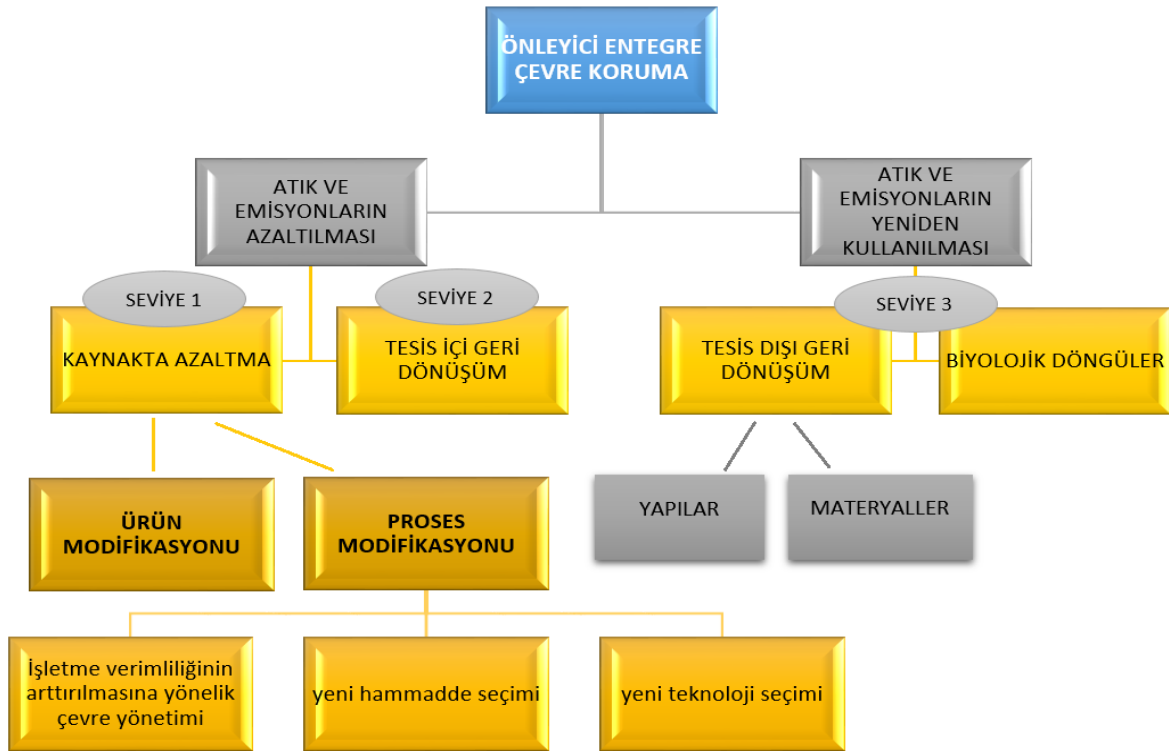 ÖNLEYİCİ ENTEGRE
ÇEVRE KORUMA
ATIK VE
EMİSYONLARIN
AZALTILMASI
ATIK VE
EMİSYONLARIN
YENİDEN
KULLANILMASI
SEVİYE 1
SEVİYE 2
SEVİYE 3
KAYNAKTA AZALTMA
TESİS İÇİ GERİ
DÖNÜŞÜM
TESİS DIŞI GERİ
DÖNÜŞÜM
BİYOLOJİK DÖNGÜLER
ÜRÜN
MODİFİKASYONU
PROSES
MODİFİKASYONU
YAPILAR
MATERYALLER
İşletme verimliliğinin
arttırılmasına yönelik
çevre yönetimi
yeni hammadde seçimi
yeni teknoloji seçimi